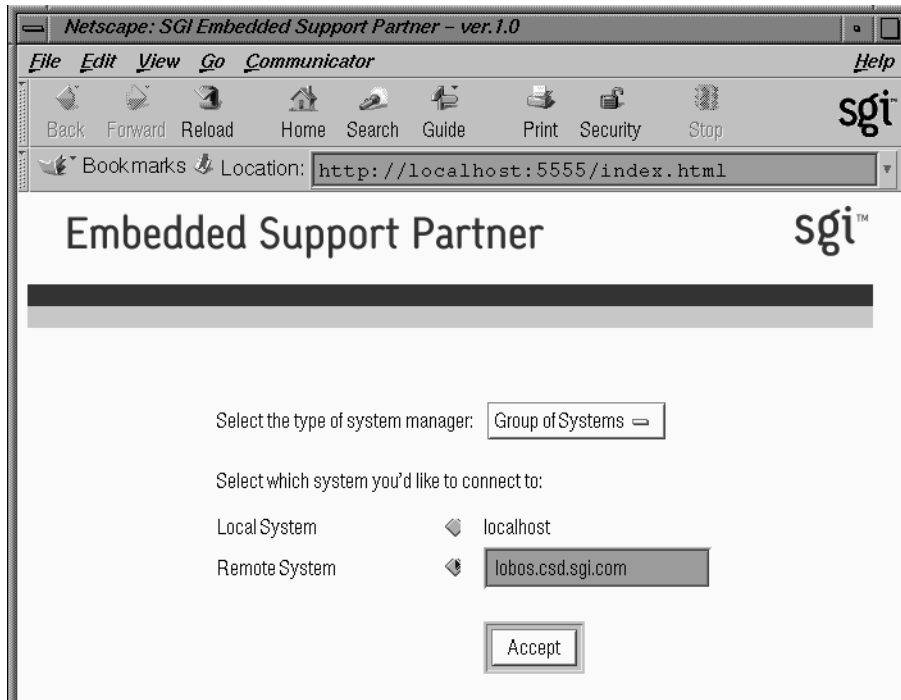 Netscape: SGI Embedded Support Partner – ver.1.0
File Edit View Go Communicator Help
Back Forward Reload Home Search Guide Print Security Stop
sgi
Bookmarks Location: http://localhost:5555/index.html
Embedded Support Partner sgi™
Select the type of system manager: Group of Systems
Select which system you'd like to connect to:
Local System localhost
Remote System lobos.csd.sgi.com
Accept